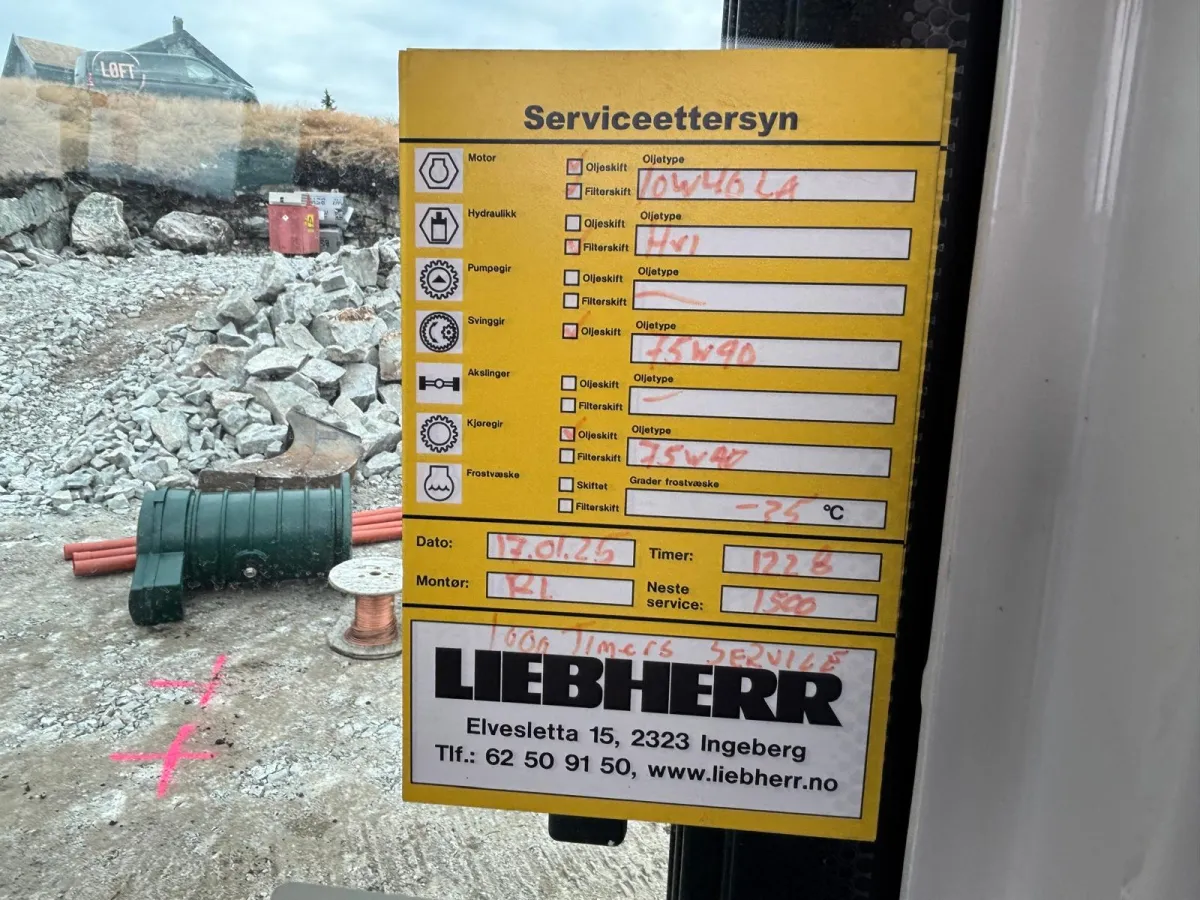 LØFT
Serviceettersyn
Motor
Oljeskift
Filterskift
Oljetype
10W40 LA
Hydraulikk
Oljeskift
Filterskift
Oljetype
HVI
Pumpegir
Oljeskift
Filterskift
Oljetype
Svinggir
Oljeskift
Oljetype
75W90
Akslinger
Oljeskift
Filterskift
Oljetype
Kjøregir
Oljeskift
Filterskift
Oljetype
75W90
Frostvæske
Skiftet
Filterskift
Grader frostvæske
-25 °C
Dato: 17.01.25 Timer: 1228
Montør: RL Neste service: 1500
1000 Timers SERVICE
LIEBHERR
Elvesletta 15, 2323 Ingeberg
Tlf.: 62 50 91 50, www.liebherr.no